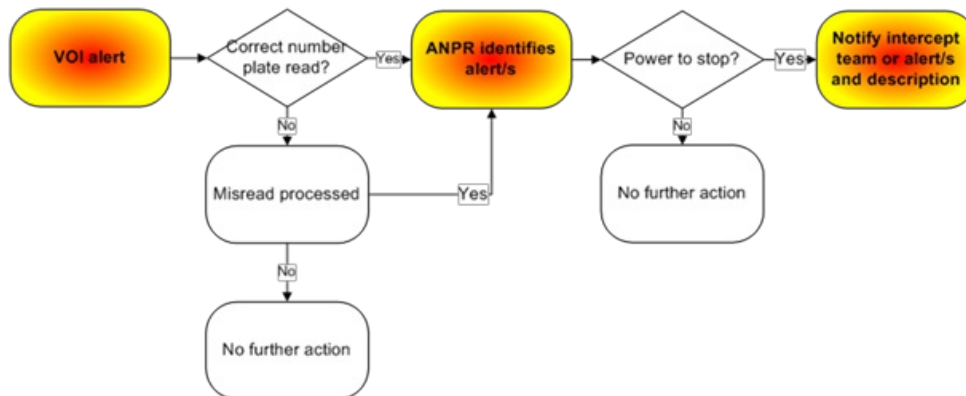 VOI alert
Correct number
plate read?
Yes
ANPR identifies
alert/s
Power to stop?
Yes
Notify intercept
team or alert/s
and description
No
No
Misread processed
Yes
No further action
No
No further action